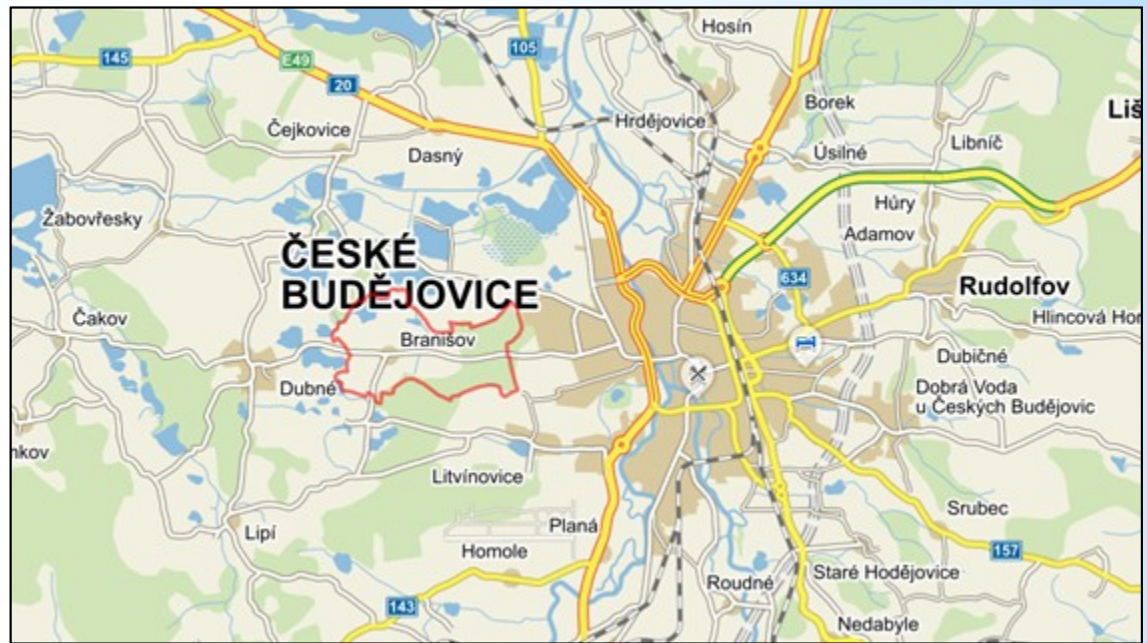 Hosín
105
145
E49
20
Borek
Liš
Hrdějovice
Čejkovice
Dasný
Úsilné
Libníč
Hůry
Žabovřesky
Adamov
ČESKÉ
BUDĚJOVICE
634
Rudolfov
Čakov
Hlincová Hor
Branišov
Dubičné
Dubné
Dobrá Voda
u Českých Budějovic
nkov
Litvínovice
Srubec
Lipí
Planá
Homole
157
Staré Hodějovice
Roudné
143
Nedabyle